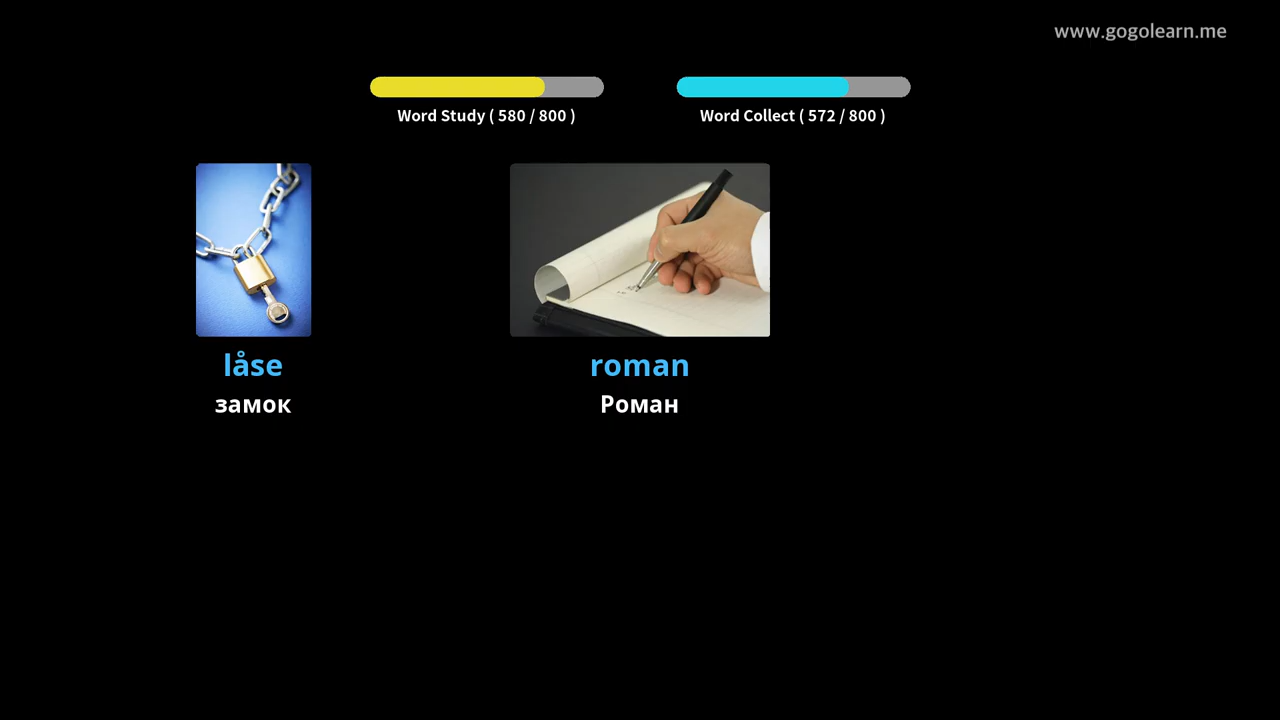 www.gogolearn.me
Word Study ( 580 / 800 )
Word Collect ( 572 / 800 )
låse
roman
замок
Роман